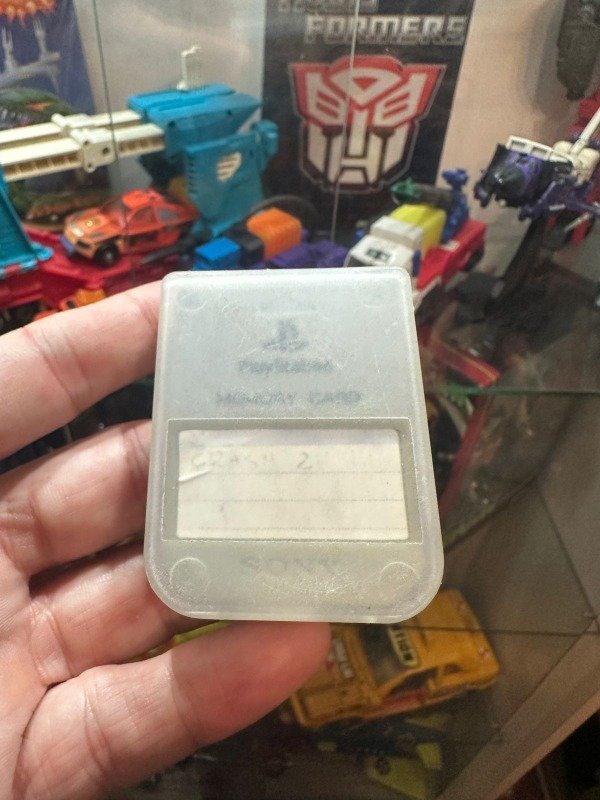 FORMERS
PlayStation
MEMORY CARD
CRASH 2
SONY